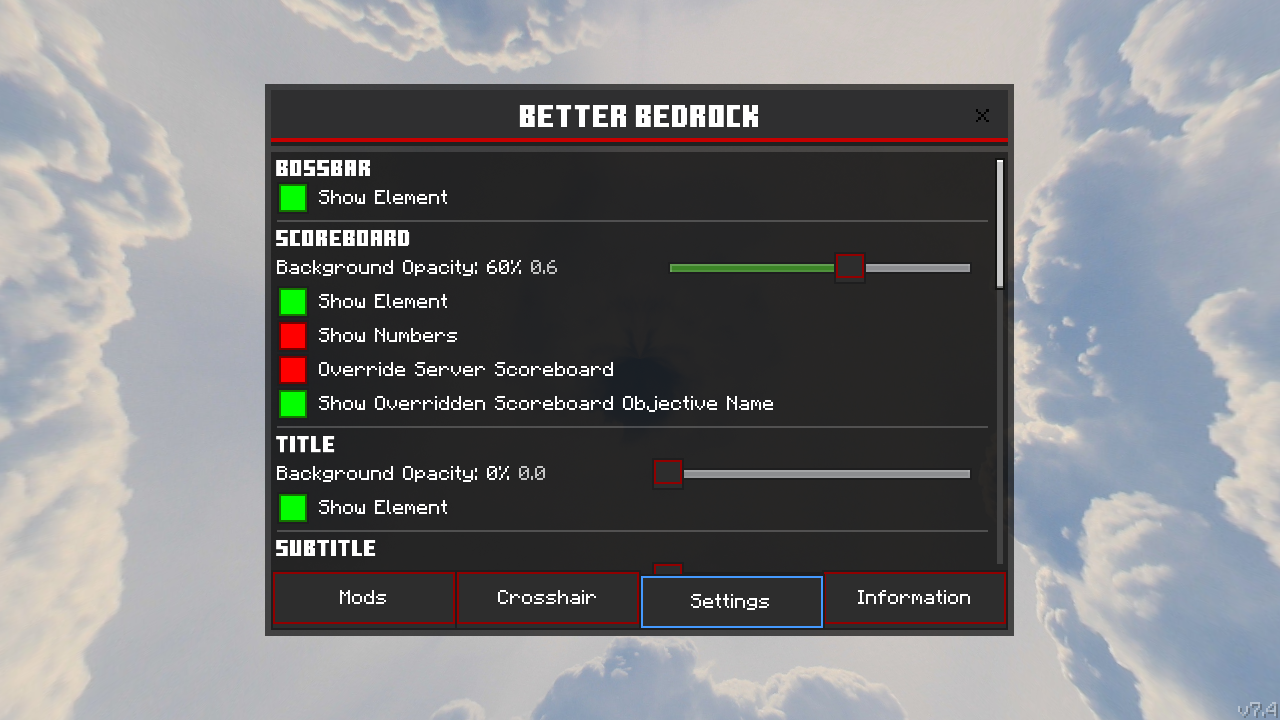 BETTER BEDROCK
BOSSBAR
Show Element
SCOREBOARD
Background Opacity: 60% 0.6
Show Element
Show Numbers
Override Server Scoreboard
Show Overridden Scoreboard Objective Name
TITLE
Background Opacity: 0% 0.0
Show Element
SUBTITLE
Mods
Crosshair
Settings
Information
v7.4